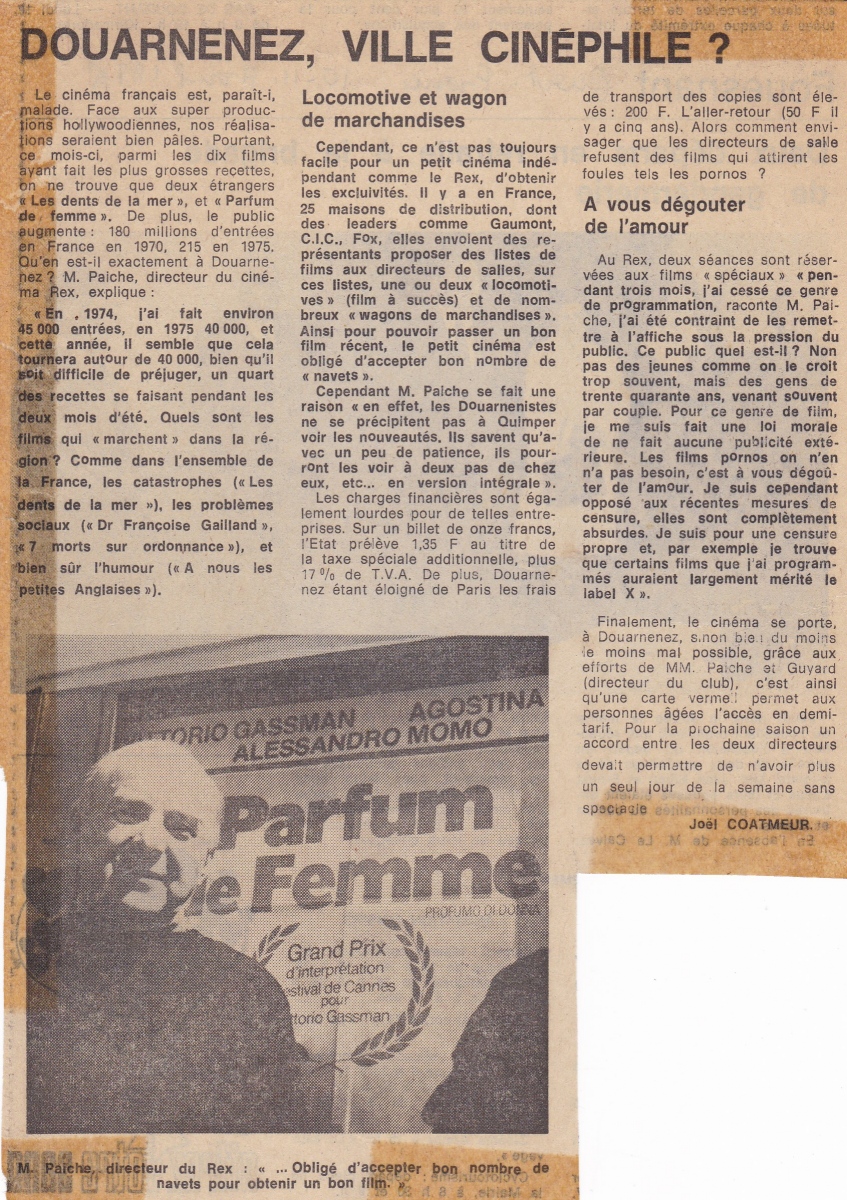 DOUARNENEZ, VILLE CINÉPHILE ?
Le cinéma français est, paraît-i,
malade. Face aux super produc-
tions hollywoodiennes, nos réalisa-
tions seraient bien pâles. Pourtant,
ce mois-ci, parmi les dix films
ayant fait les plus grosses recettes,
on ne trouve que deux étrangers
« Les dents de la mer », et « Parfum
de femme ». De plus, le public
augmente : 180 millions d'entrées
en France en 1970, 215 en 1975.
Qu'en est-il exactement à Douarne-
nez ? M. Paiche, directeur du ciné-
ma Rex, explique :
« En . 1974, j'ai fait environ
45 000 entrées, en 1975 40 000, et
cette année, il semble que cela
tournera autour de 40 000, bien qu'il
soit difficile de préjuger, un quart
des recettes se faisant pendant les
deux mois d'été. Quels sont les
films qui « marchent » dans la ré-
gion ? Comme dans l'ensemble de
la France, les catastrophes (« Les
dents de la mer »), les problèmes
sociaux (« Dr Françoise Gailland »,
« 7 morts sur ordonnance »), et
bien sûr l'humour (« A nous les
petites Anglaises »).
Locomotive et wagon
de marchandises
Cependant, ce n'est pas toujours
facile pour un petit cinéma indé-
pendant comme le Rex, d'obtenir
les excluivités. Il y a en France,
25 maisons de distribution, dont
des leaders comme Gaumont,
C.I.C., Fox, elles envoient des re-
présentants proposer des listes de
films aux directeurs de salles, sur
ces listes, une ou deux « locomoti-
ves » (film à succès) et de nom-
breux « wagons de marchandises ».
Ainsi pour pouvoir passer un bon
film récent, le petit cinéma est
obligé d'accepter bon nombre de
« navets ».
Cependant M. Paiche se fait une
raison « en effet, les Douarnenistes
ne se précipitent pas à Quimper
voir les nouveautés. Ils savent qu'a-
vec un peu de patience, ils pour-
ront les voir à deux pas de chez
eux, etc... en version intégrale ».
Les charges financières sont éga-
lement lourdes pour de telles entre-
prises. Sur un billet de onze francs,
l'Etat prélève 1,35 F au titre de
la taxe spéciale additionnelle, plus
17 % de T.V.A. De plus, Douarne-
nez étant éloigné de Paris les frais
de transport des copies sont éle-
vés : 200 F. L'aller-retour (50 F il
y a cinq ans). Alors comment envi-
sager que les directeurs de salle
refusent des films qui attirent les
foules tels les pornos ?
A vous dégouter
de l'amour
Au Rex, deux séances sont réser-
vées aux films « spéciaux » « pen-
dant trois mois, j'ai cessé ce genre
de programmation, raconte M. Pai-
che, j'ai été contraint de les remet-
tre à l'affiche sous la pression du
public. Ce public quel est-il ? Non
pas des jeunes comme on le croit
trop souvent, mais des gens de
trente quarante ans, venant souvent
par couple. Pour ce genre de film,
je me suis fait une loi morale
de ne fait aucune publicité exté-
rieure. Les films pornos on n'en
n'a pas besoin, c'est à vous dégoû-
ter de l'amour. Je suis cependant
opposé aux récentes mesures de
censure, elles sont complètement
absurdes. Je suis pour une censure
propre et, par exemple je trouve
que certains films que j'ai program-
més auraient largement mérité le
label X ».
Finalement, le cinéma se porte,
à Douarnenez, sinon bien du moins
le moins mal possible, grâce aux
efforts de MM. Paiche et Guyard
(directeur du club), c'est ainsi
qu'une carte vermeil permet aux
personnes âgées l'accès en demi-
tarif. Pour la prochaine saison un
accord entre les deux directeurs
devait permettre de n'avoir plus
un seul jour de la semaine sans
spectacle
Joël COATMEUR.
TTORIO GASSMAN AGOSTINA
ALESSANDRO MOMO
Parfum
de Femme
PROFUMO DI DONNA
Grand Prix
d'interprétation
estival de Cannes
pour
ttorio Gassman
M. Paiche, directeur du Rex : « ... Obligé d'accepter bon nombre de
navets pour obtenir un bon film. »